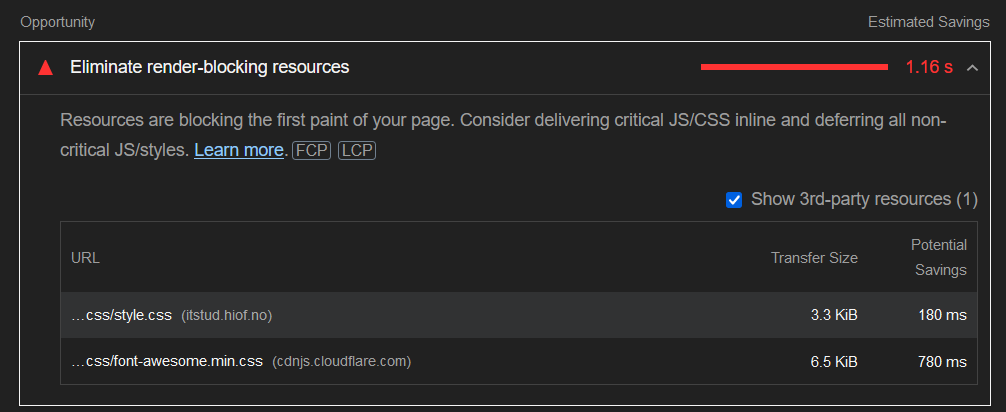 Opportunity Estimated Savings
Eliminate render-blocking resources 1.16 s
Resources are blocking the first paint of your page. Consider delivering critical JS/CSS inline and deferring all non-
critical JS/styles. Learn more. FCP LCP
Show 3rd-party resources (1)
URL Transfer Size Potential
Savings
…css/style.css (itstud.hiof.no) 3.3 KiB 180 ms
…css/font-awesome.min.css (cdnjs.cloudflare.com) 6.5 KiB 780 ms